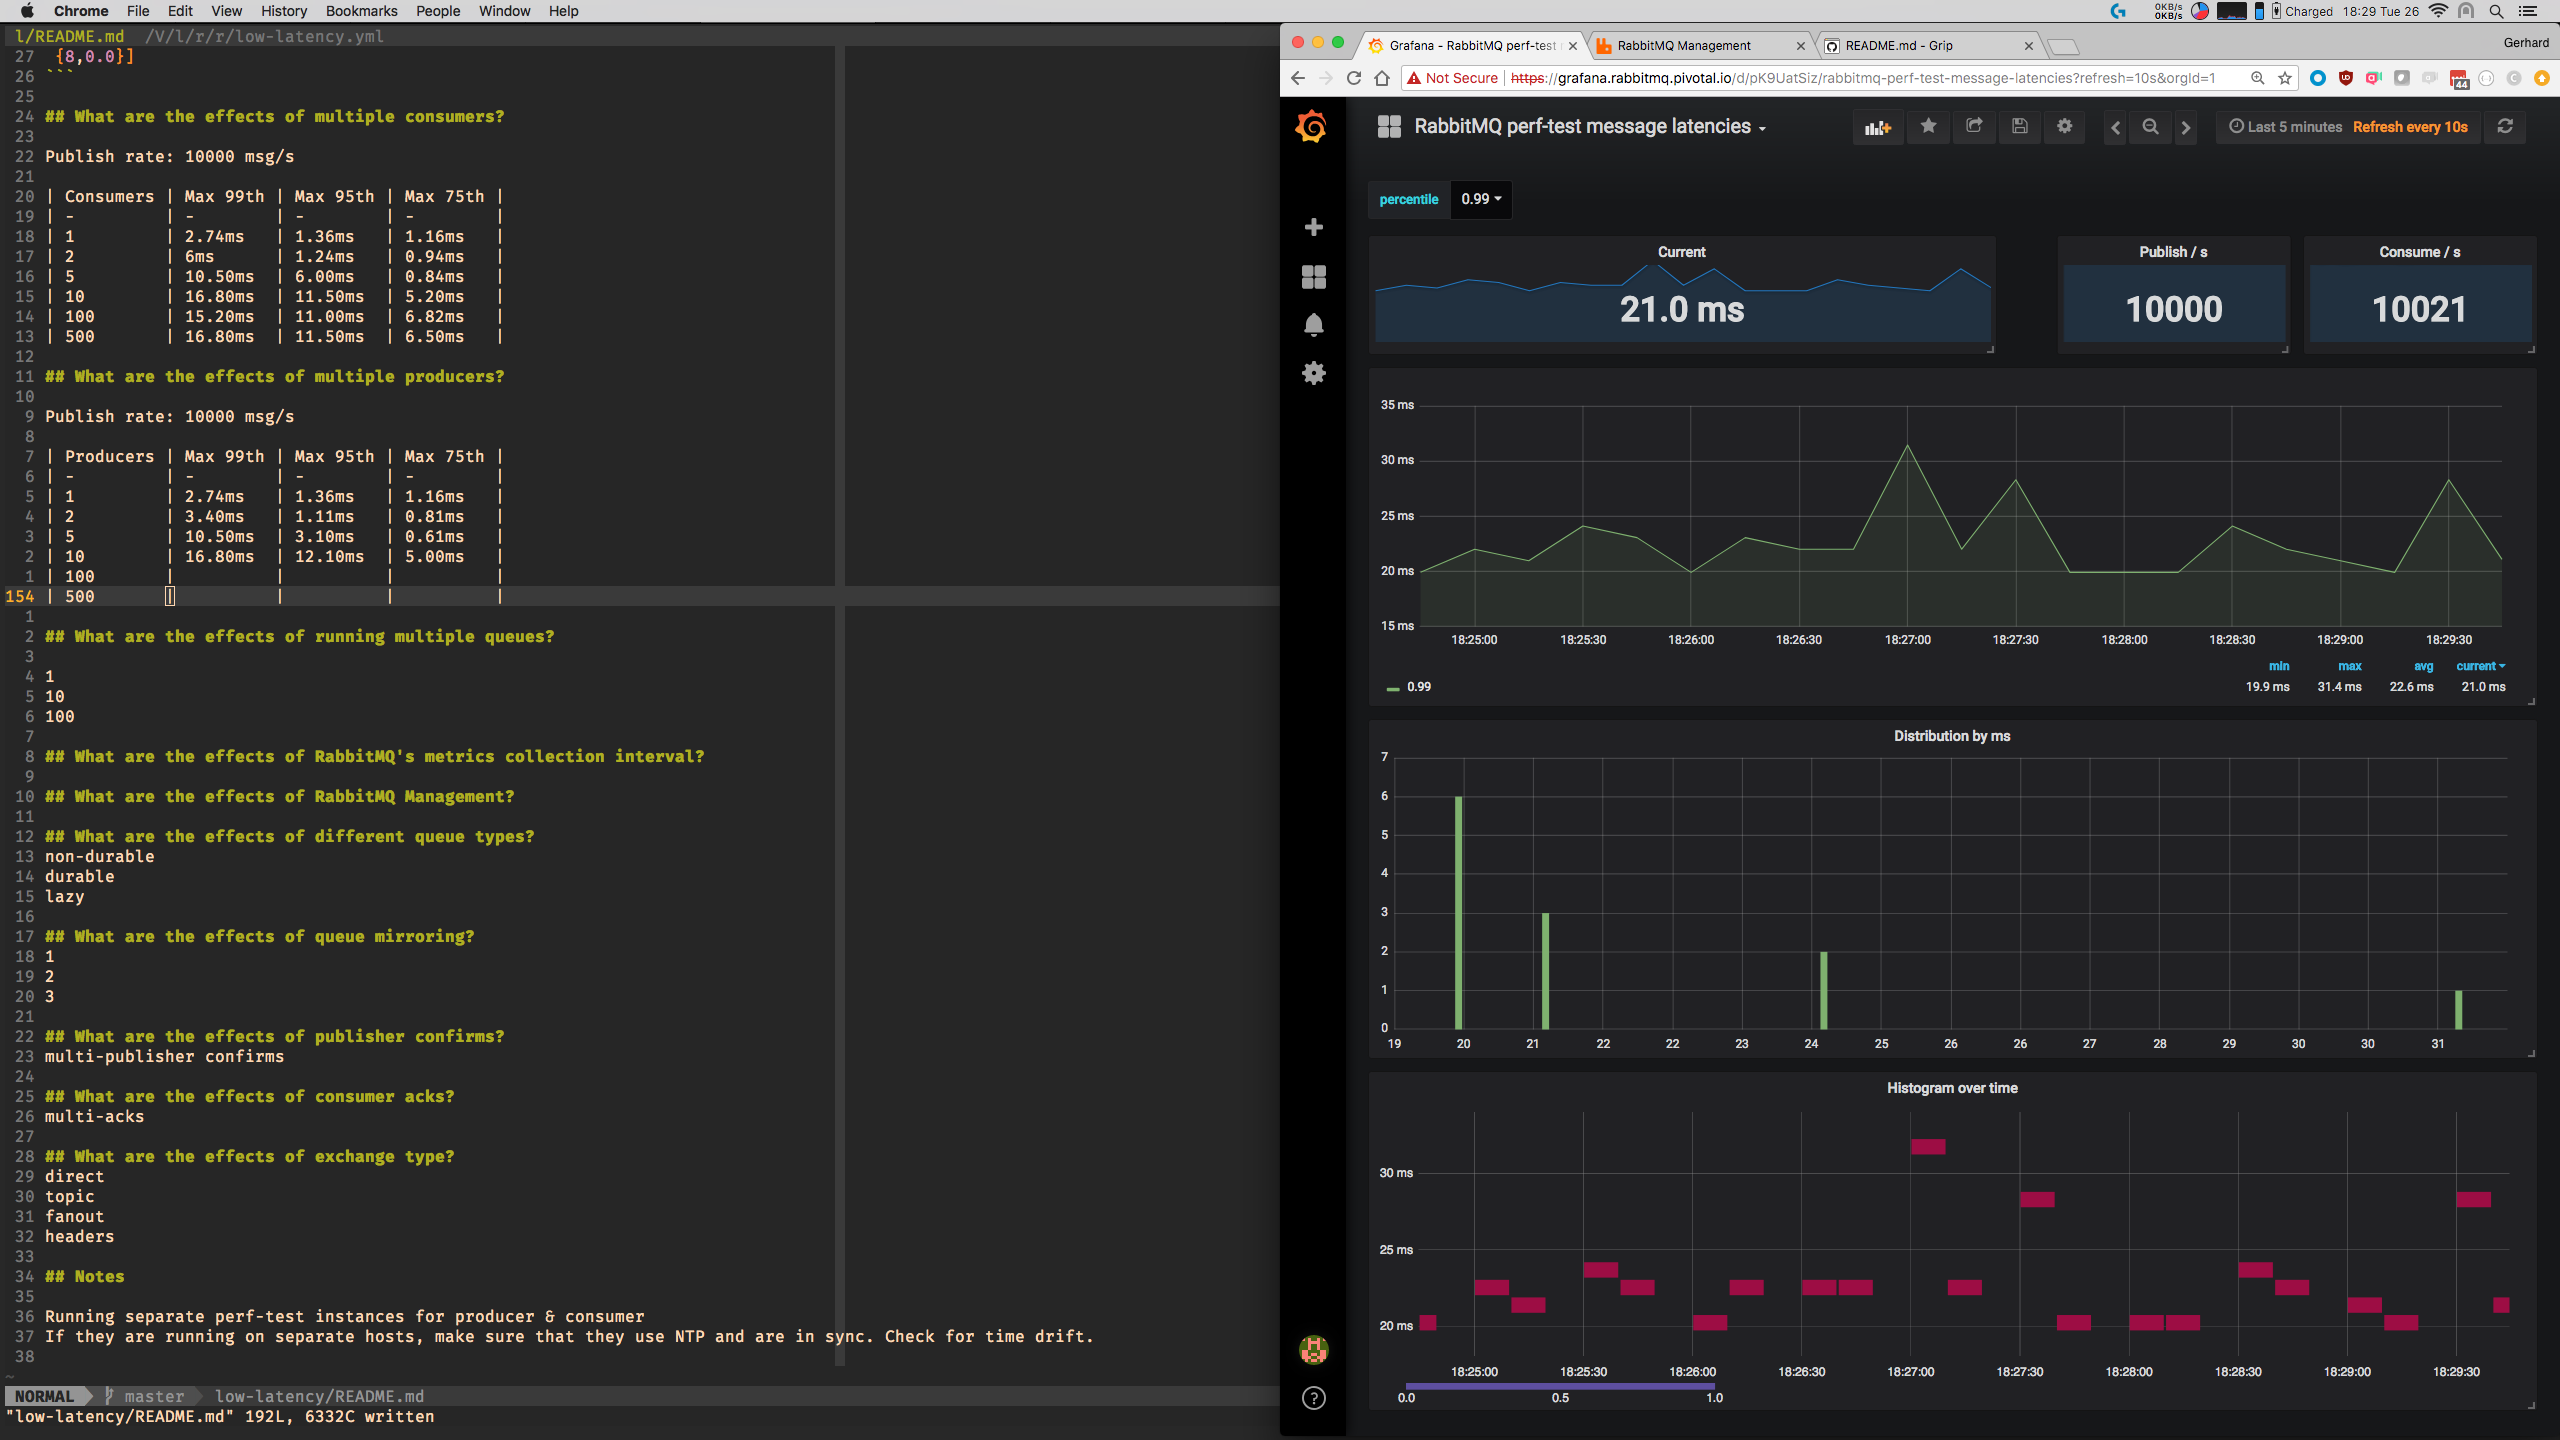 Chrome File Edit View History Bookmarks People Window Help
0KB/s
0KB/s
Charged 18:29 Tue 26
l/README.md /V/l/r/r/low-latency.yml
27 {8,0.0}]
26 ```
25
24 ## What are the effects of multiple consumers?
23
22 Publish rate: 10000 msg/s
21
20 | Consumers | Max 99th | Max 95th | Max 75th |
19 | - | - | - | - |
18 | 1 | 2.74ms | 1.36ms | 1.16ms |
17 | 2 | 6ms | 1.24ms | 0.94ms |
16 | 5 | 10.50ms | 6.00ms | 0.84ms |
15 | 10 | 16.80ms | 11.50ms | 5.20ms |
14 | 100 | 15.20ms | 11.00ms | 6.82ms |
13 | 500 | 16.80ms | 11.50ms | 6.50ms |
12
11 ## What are the effects of multiple producers?
10
9 Publish rate: 10000 msg/s
8
7 | Producers | Max 99th | Max 95th | Max 75th |
6 | - | - | - | - |
5 | 1 | 2.74ms | 1.36ms | 1.16ms |
4 | 2 | 3.40ms | 1.11ms | 0.81ms |
3 | 5 | 10.50ms | 3.10ms | 0.61ms |
2 | 10 | 16.80ms | 12.10ms | 5.00ms |
1 | 100 | | | |
154 | 500 | | | |
1
2 ## What are the effects of running multiple queues?
3
4 1
5 10
6 100
7
8 ## What are the effects of RabbitMQ's metrics collection interval?
9
10 ## What are the effects of RabbitMQ Management?
11
12 ## What are the effects of different queue types?
13 non-durable
14 durable
15 lazy
16
17 ## What are the effects of queue mirroring?
18 1
19 2
20 3
21
22 ## What are the effects of publisher confirms?
23 multi-publisher confirms
24
25 ## What are the effects of consumer acks?
26 multi-acks
27
28 ## What are the effects of exchange type?
29 direct
30 topic
31 fanout
32 headers
33
34 ## Notes
35
36 Running separate perf-test instances for producer & consumer
37 If they are running on separate hosts, make sure that they use NTP and are in sync. Check for time drift.
38
~
NORMAL master low-latency/README.md
"low-latency/README.md" 192L, 6332C written
Grafana - RabbitMQ perf-test RabbitMQ Management README.md - Grip Gerhard
Not Secure https://grafana.rabbitmq.pivotal.io/d/pK9UatSiz/rabbitmq-perf-test-message-latencies?refresh=10s&orgId=1
44
RabbitMQ perf-test message latencies Last 5 minutes Refresh every 10s
percentile 0.99
Current
21.0 ms
Publish / s
10000
Consume / s
10021
35 ms
30 ms
25 ms
20 ms
15 ms
18:25:00 18:25:30 18:26:00 18:26:30 18:27:00 18:27:30 18:28:00 18:28:30 18:29:00 18:29:30
min max avg current
0.99 19.9 ms 31.4 ms 22.6 ms 21.0 ms
Distribution by ms
7
6
5
4
3
2
1
0
19 20 21 22 22 23 24 25 26 26 27 28 29 30 30 31
Histogram over time
30 ms
25 ms
20 ms
18:25:00 18:25:30 18:26:00 18:26:30 18:27:00 18:27:30 18:28:00 18:28:30 18:29:00 18:29:30
0.0 0.5 1.0